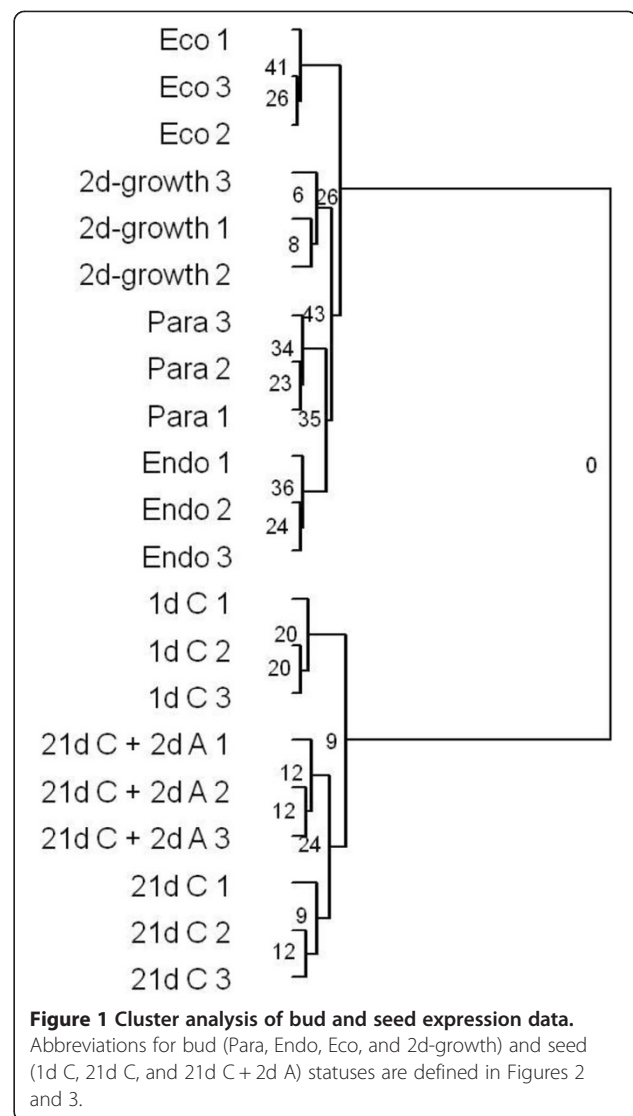 Eco 1
41
Eco 3
26
Eco 2
2d-growth 3
6
26
2d-growth 1
8
2d-growth 2
Para 3
43
34
Para 2
23
Para 1
35
Endo 1
0
36
Endo 2
24
Endo 3
1d C 1
20
1d C 2
20
1d C 3
21d C + 2d A 1
9
12
21d C + 2d A 2
12
21d C + 2d A 3
24
21d C 1
9
21d C 2
12
21d C 3
Figure 1 Cluster analysis of bud and seed expression data.
Abbreviations for bud (Para, Endo, Eco, and 2d-growth) and seed
(1d C, 21d C, and 21d C + 2d A) statuses are defined in Figures 2
and 3.